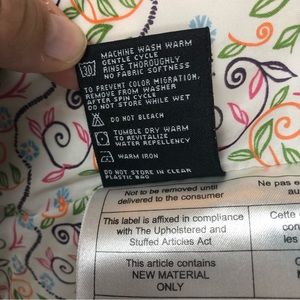 MACHINE WASH WARM
GENTLE CYCLE
RINSE THOROUGHLY
NO FABRIC SOFTNESS
TO PREVENT COLOR MIGRATION,
REMOVE FROM WASHER
AFTER SPIN CYCLE
DO NOT STORE WHILE WET
DO NOT BLEACH
TUMBLE DRY WARM
TO REVITALIZE
WATER REPELLENCY
WARM IRON
DO NOT STORE IN CLEAR
PLASTIC BAG
Not to be removed until
delivered to the consumer
Ne pas e
This label is affixed in compliance
with The Upholstered and
Stuffed Articles Act
Cette
con
les
This article contains
NEW MATERIAL
ONLY